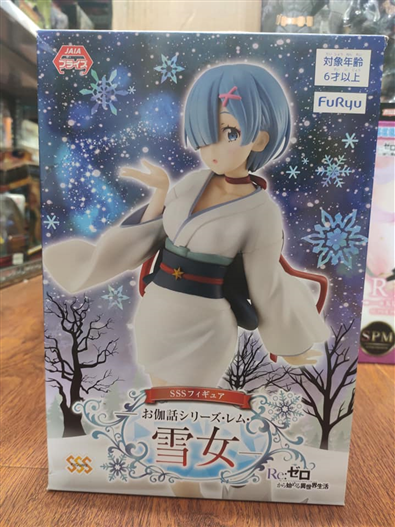 JAIA
プライズ
対象年齢
6才以上
FuRyu
SSSフィギュア
お伽話シリーズ・レム・
雪女
SSS
Re:ゼロ
から始める異世界生活
ゼロ
R
SPM